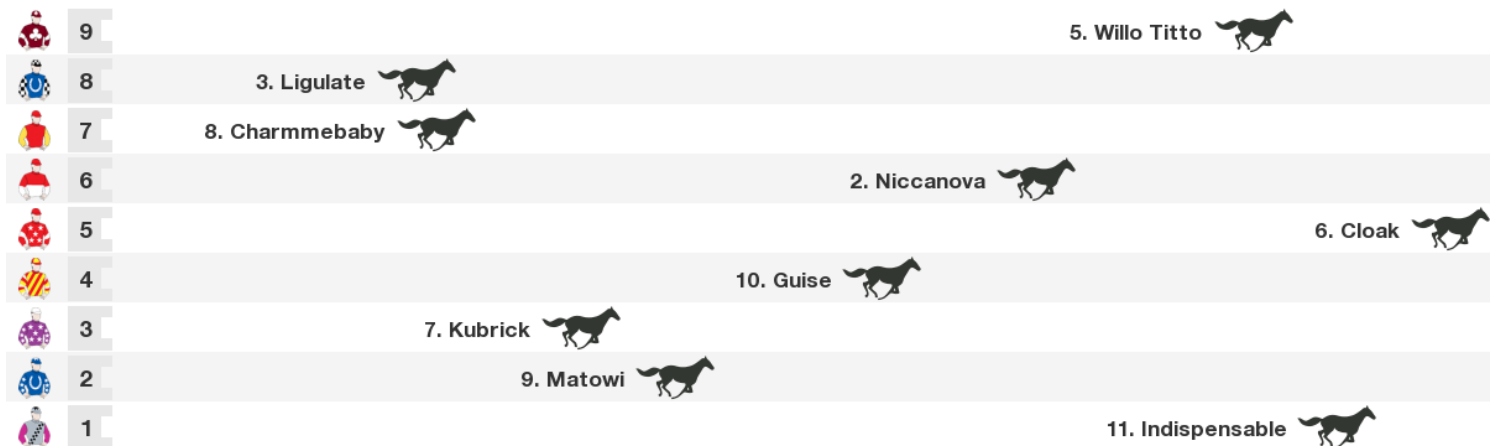 9 5. Willo Titto
8 3. Ligulate
7 8. Charmmebaby
6 2. Niccanova
5 6. Cloak
4 10. Guise
3 7. Kubrick
2 9. Matowi
1 11. Indispensable